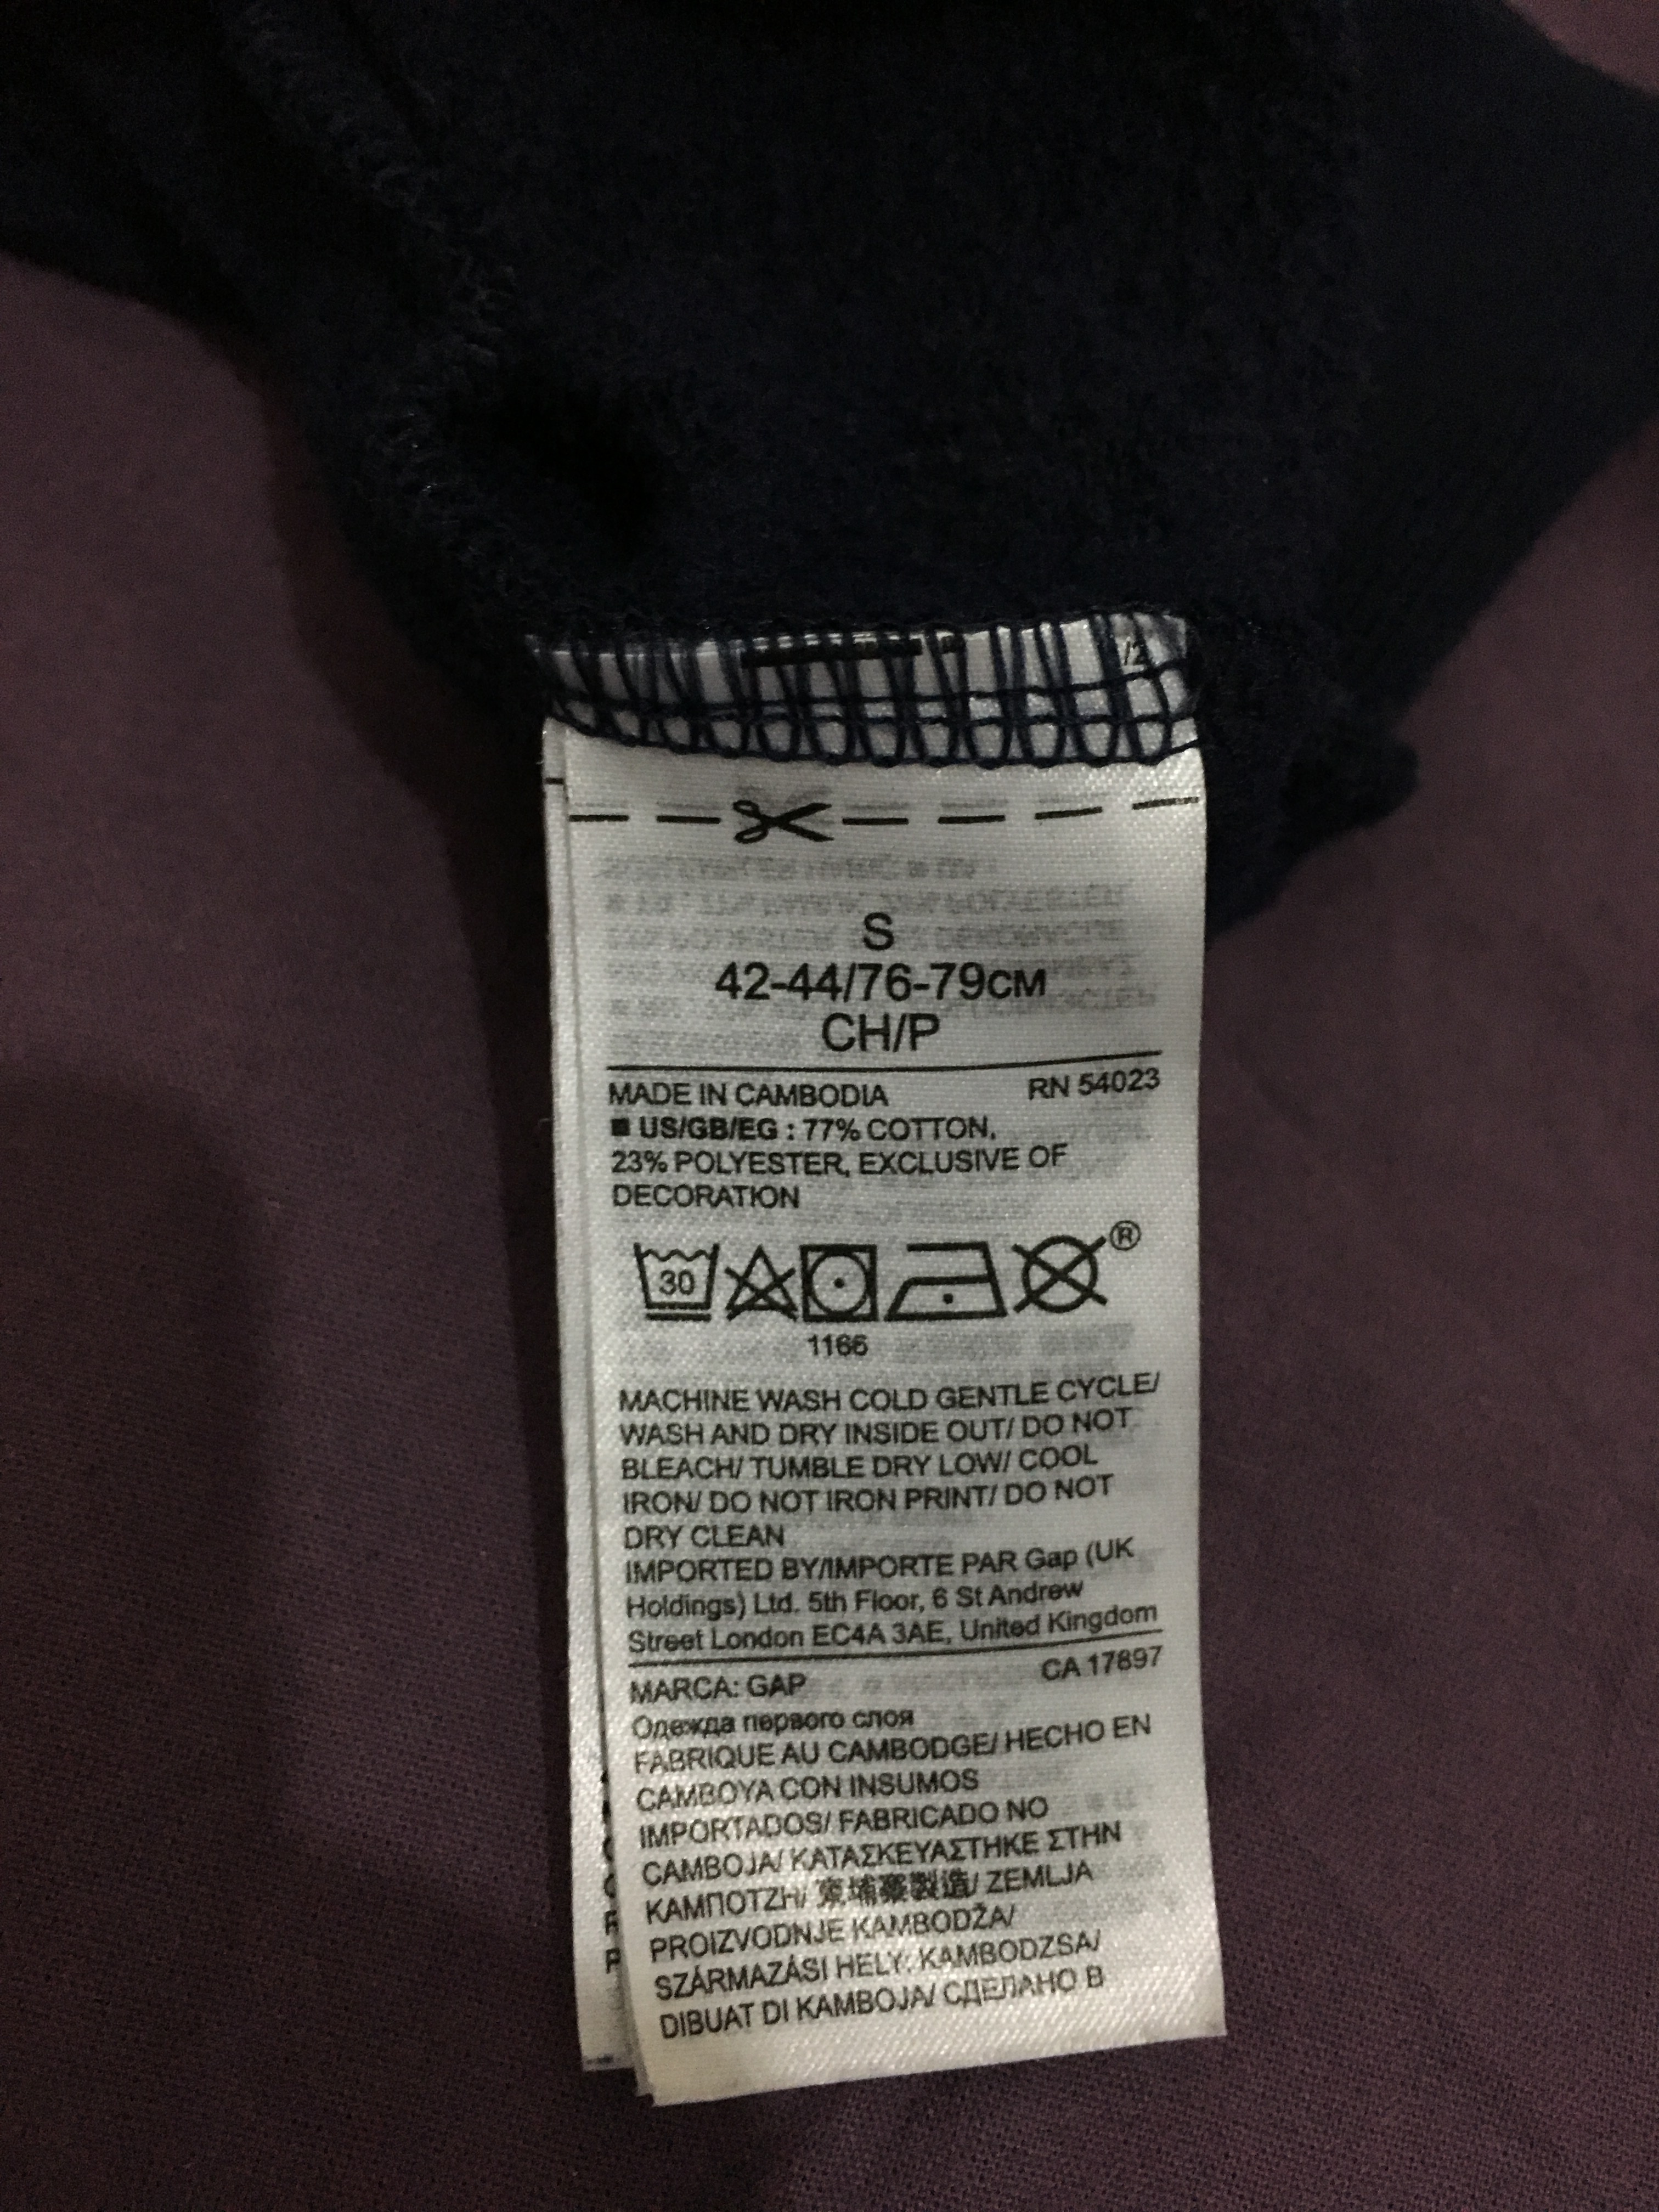 /2
S
42-44/76-79CM
CH/P
MADE IN CAMBODIA RN 54023
■ US/GB/EG : 77% COTTON,
23% POLYESTER, EXCLUSIVE OF
DECORATION
30
®
1166
MACHINE WASH COLD GENTLE CYCLE/
WASH AND DRY INSIDE OUT/ DO NOT
BLEACH/ TUMBLE DRY LOW/ COOL
IRON/ DO NOT IRON PRINT/ DO NOT
DRY CLEAN
IMPORTED BY/IMPORTE PAR Gap (UK
Holdings) Ltd. 5th Floor, 6 St Andrew
Street London EC4A 3AE, United Kingdom
MARCA: GAP CA 17897
Одежда первого слоя
FABRIQUE AU CAMBODGE/ HECHO EN
CAMBOYA CON INSUMOS
IMPORTADOS/ FABRICADO NO
CAMBOJA/ ΚΑΤΑΣΚΕΥΑΣΤΗΚΕ ΣΤΗΝ
ΚΑΜΠΟΤΖΗ/ 柬埔寨製造/ ZEMLJA
PROIZVODNJE KAMBODŽA/
SZÁRMAZÁSI HELY: KAMBODZSA/
DIBUAT DI KAMBOJA/ СДЕЛАНО В